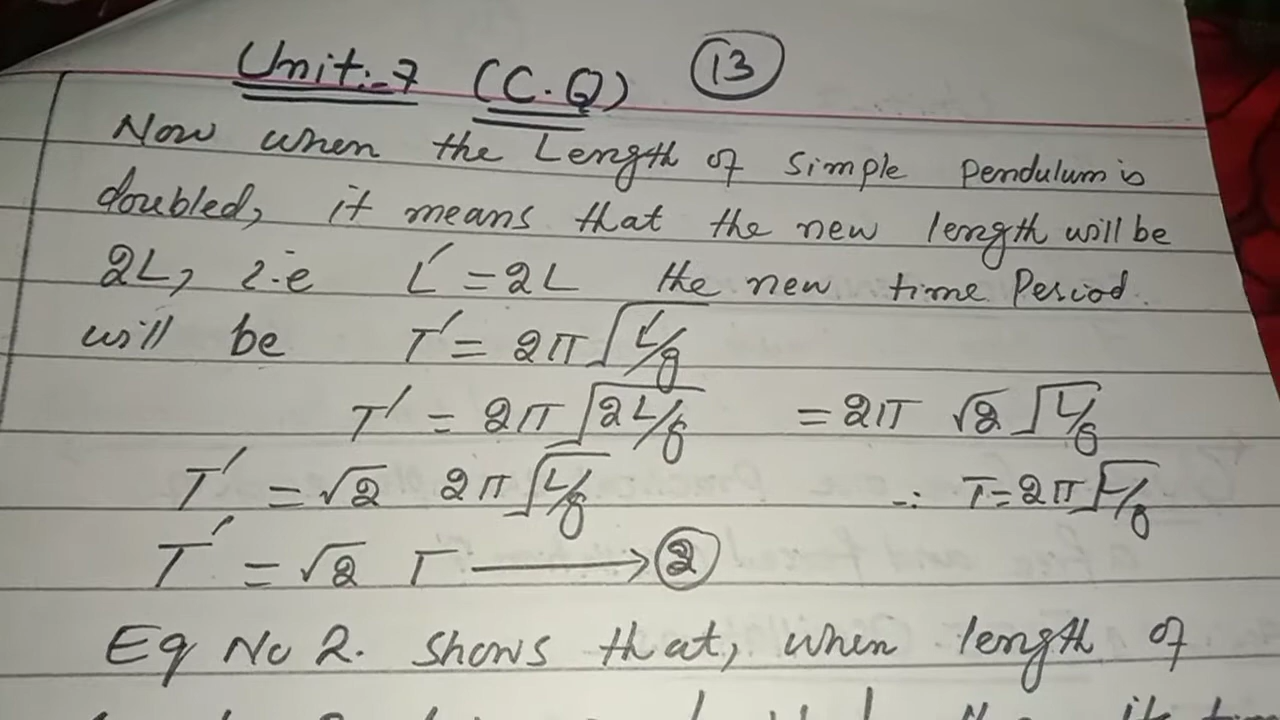 Unit:-7 (C.Q) 13
Now when the Length of simple pendulum is
doubled, it means that the new length will be
2L, i.e L' = 2L the new time Period.
will be T' = 2π √L'/g
T' = 2π √2L/g = 2π √2 √L/g
T' = √2 2π √L/g ∴ T = 2π √L/g
T' = √2 T → 2
Eq No 2. shows that, when length of